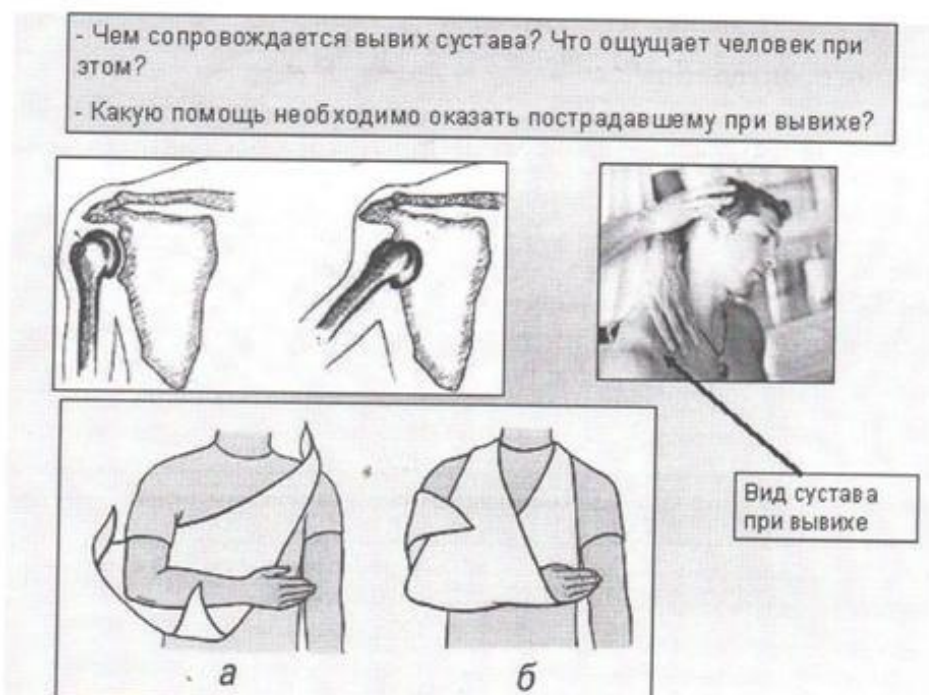 - Чем сопровождается вывих сустава? Что ощущает человек при
этом?
- Какую помощь необходимо оказать пострадавшему при вывихе?
Вид сустава
при вывихе
а
б